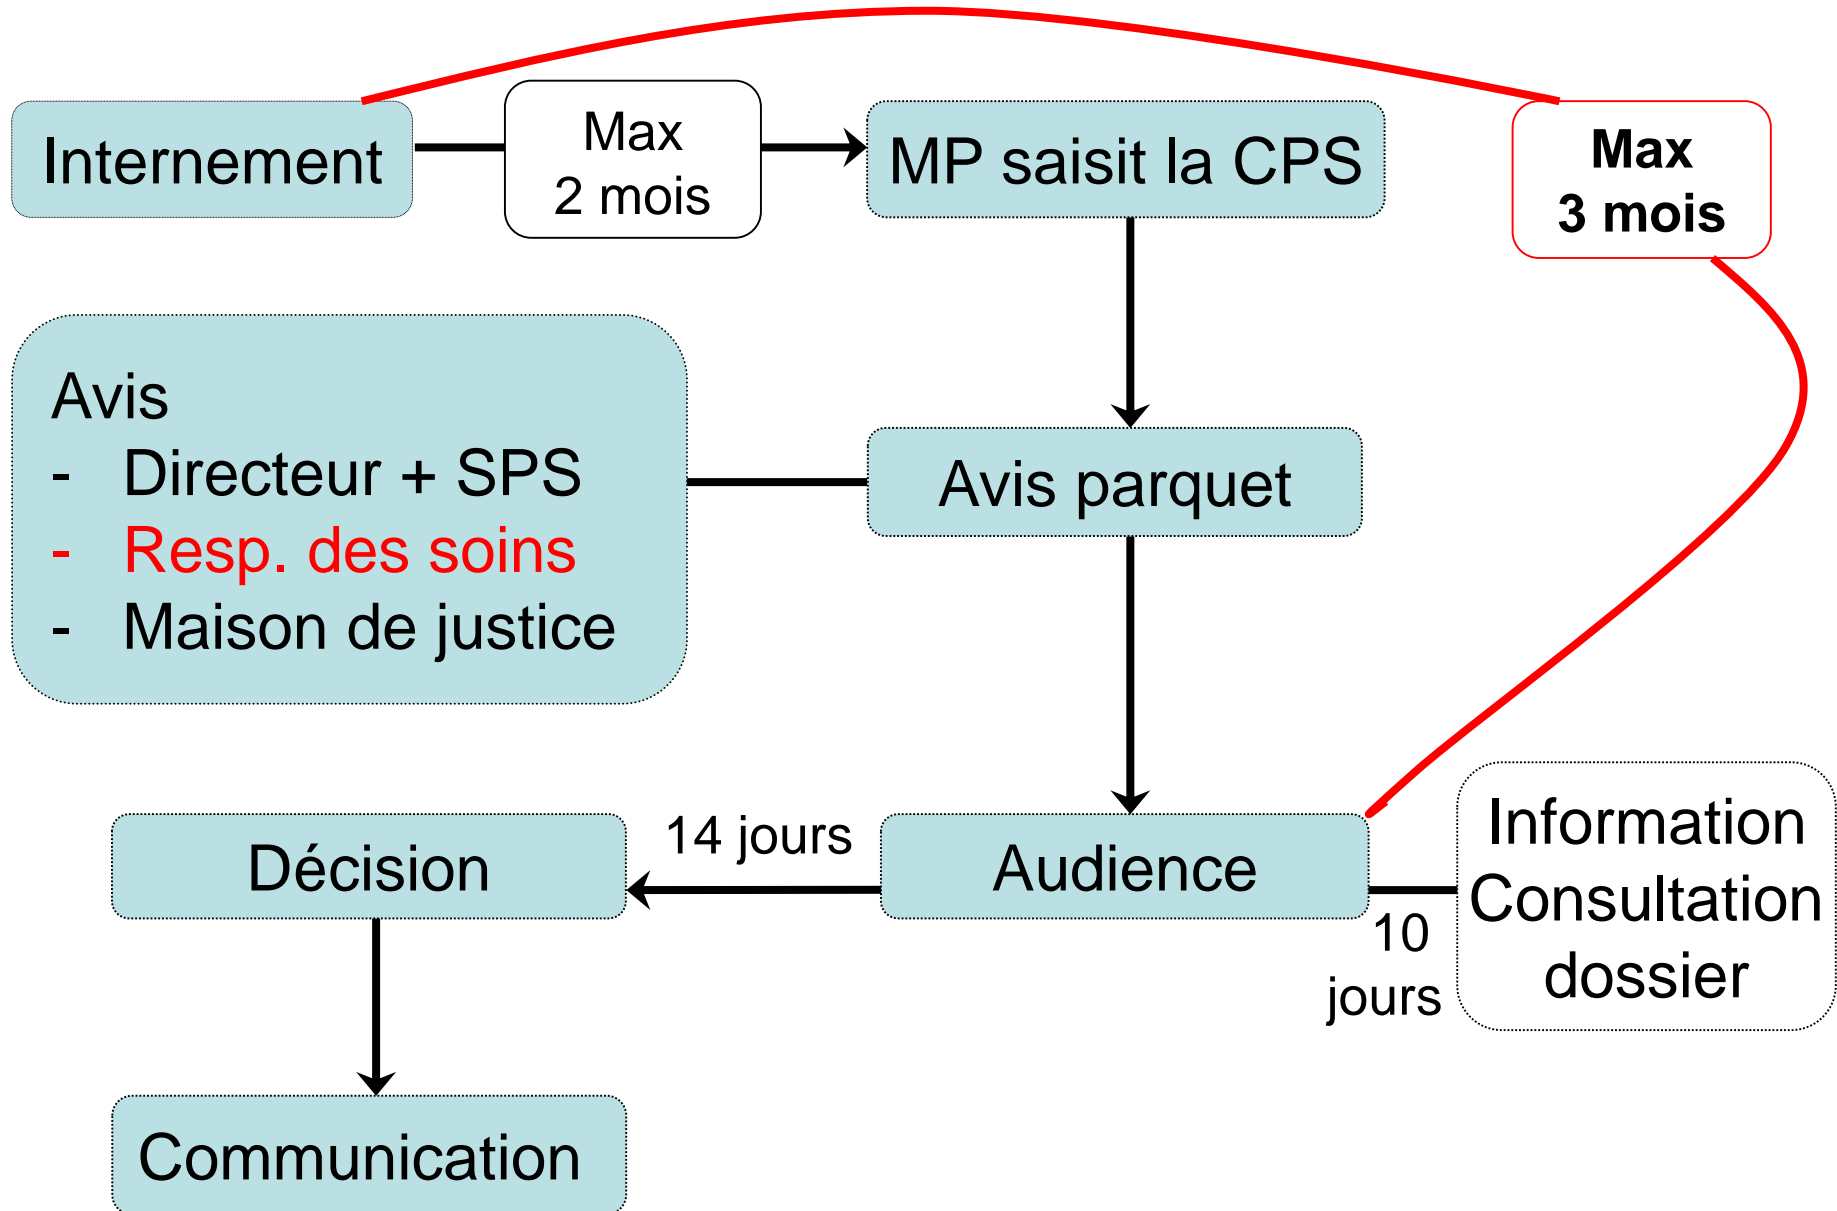 Internement
Max
2 mois
MP saisit la CPS
Max
3 mois
Avis
- Directeur + SPS
- Resp. des soins
- Maison de justice
Avis parquet
Décision
14 jours
Audience
10
jours
Information
Consultation
dossier
Communication